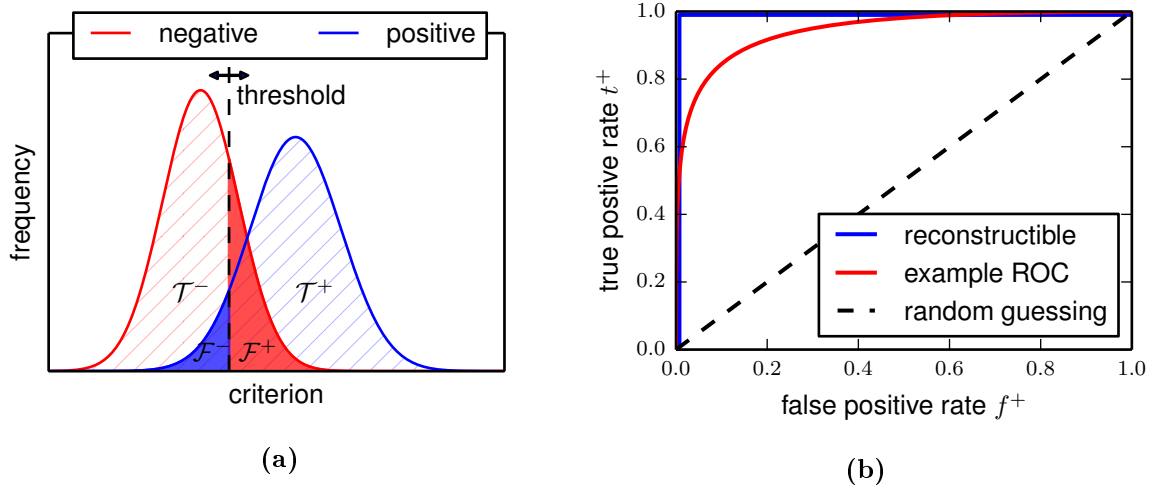 negative positive
threshold
frequency
T⁻ T⁺
F⁻ F⁺
criterion
(a)
1.0
0.8
0.6
0.4
0.2
0.0
true postive rate t⁺
reconstructible
example ROC
random guessing
0.0 0.2 0.4 0.6 0.8 1.0
false positive rate f⁺
(b)